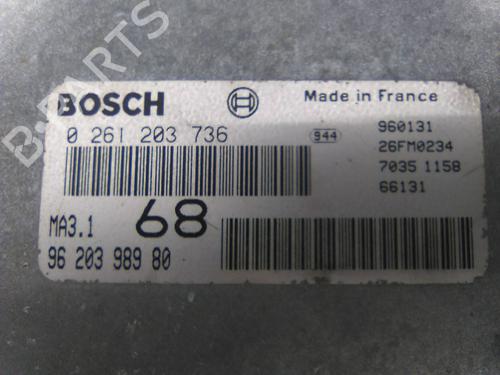 B-PARTS
BOSCH
Made in France
0 261 203 736
944
960131
26FM0234
7035 1158
66131
MA3.1
68
96 203 989 80